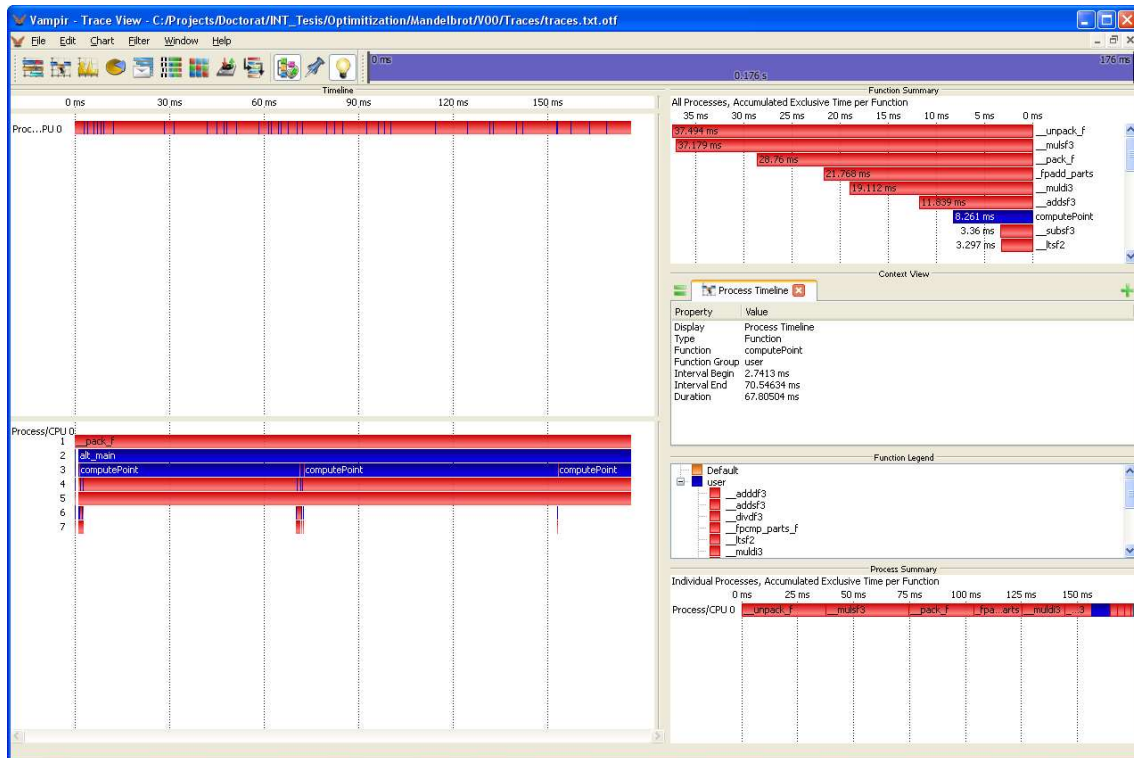 Vampir - Trace View - C:/Projects/Doctorat/INT_Tesis/Optimitization/Mandelbrot/V00/Traces/traces.txt.otf
File Edit Chart Filter Window Help
0 ms 176 ms
0.176 s
Timeline
0 ms 30 ms 60 ms 90 ms 120 ms 150 ms
Proc...PU 0
Process/CPU 0
1 __pack_f
2 alt_main
3 computePoint computePoint computePoint
4
5
6
7
Function Summary
All Processes, Accumulated Exclusive Time per Function
35 ms 30 ms 25 ms 20 ms 15 ms 10 ms 5 ms 0 ms
37.494 ms __unpack_f
37.179 ms __mulsf3
28.76 ms __pack_f
21.768 ms _fpadd_parts
19.112 ms __muldi3
11.839 ms __addsf3
8.261 ms computePoint
3.36 ms __subsf3
3.297 ms __ltsf2
Context View
Process Timeline
Property Value
Display Process Timeline
Type Function
Function computePoint
Function Group user
Interval Begin 2.7413 ms
Interval End 70.54634 ms
Duration 67.80504 ms
Function Legend
Default
user
__adddf3
__addsf3
__divdf3
__fpcmp_parts_f
__ltsf2
__muldi3
Process Summary
Individual Processes, Accumulated Exclusive Time per Function
0 ms 25 ms 50 ms 75 ms 100 ms 125 ms 150 ms
Process/CPU 0 __unpack_f __mulsf3 __pack_f _fpa...arts __muldi3 _...3